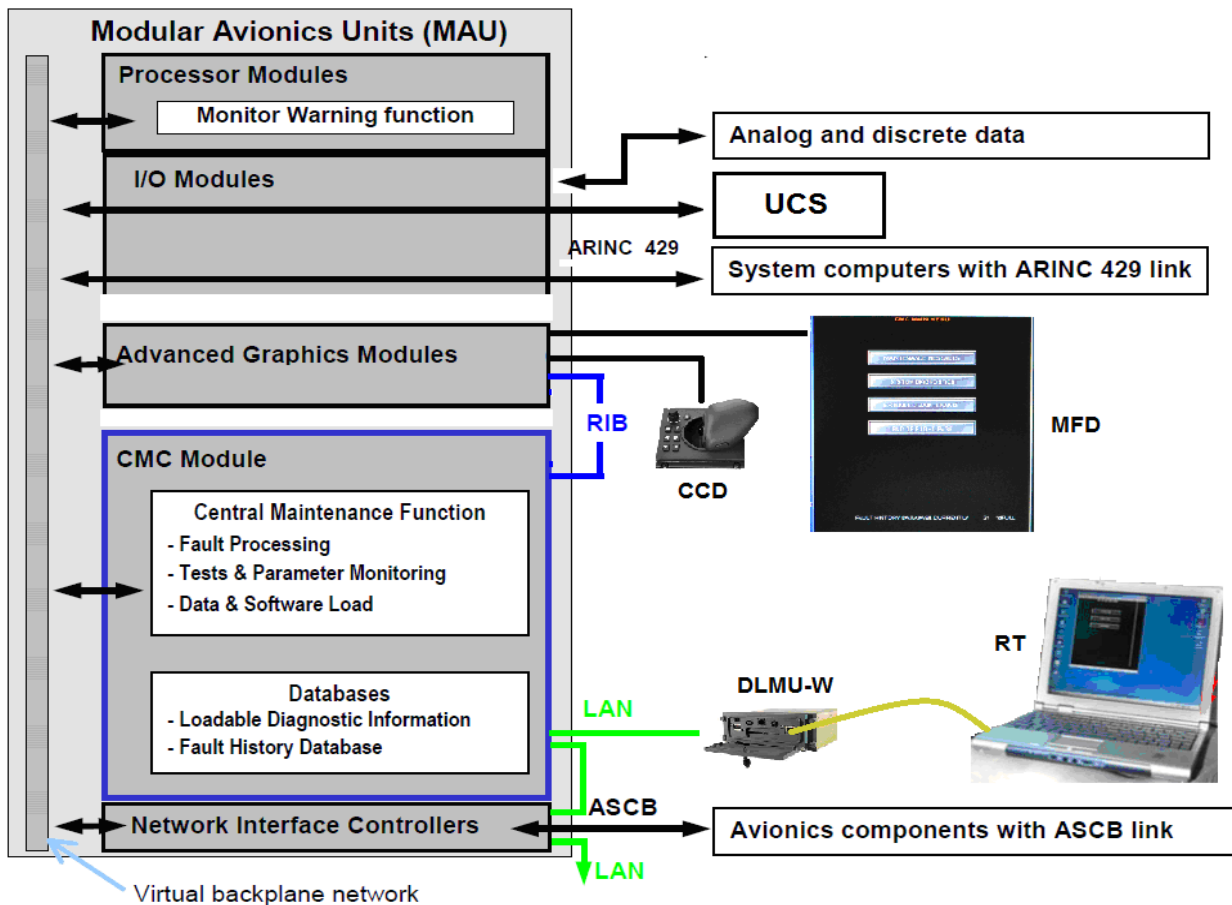 Modular Avionics Units (MAU)
Processor Modules
Monitor Warning function
Analog and discrete data
I/O Modules
UCS
ARINC 429
System computers with ARINC 429 link
Advanced Graphics Modules
RIB
MFD
CCD
CMC Module
Central Maintenance Function
- Fault Processing
- Tests & Parameter Monitoring
- Data & Software Load
RT
DLMU-W
Databases
- Loadable Diagnostic Information
- Fault History Database
LAN
ASCB
Network Interface Controllers
Avionics components with ASCB link
LAN
Virtual backplane network